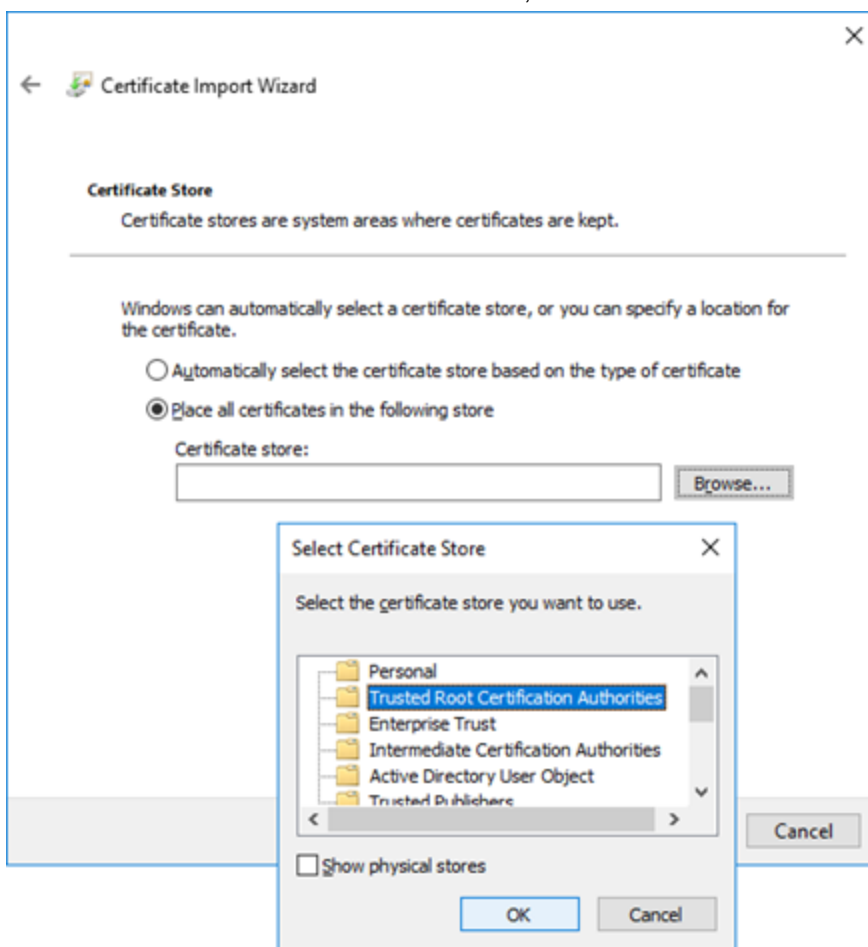 Certificate Import Wizard
Certificate Store
Certificate stores are system areas where certificates are kept.
Windows can automatically select a certificate store, or you can specify a location for
the certificate.
Automatically select the certificate store based on the type of certificate
Place all certificates in the following store
Certificate store:
Browse...
Select Certificate Store
Select the certificate store you want to use.
Personal
Trusted Root Certification Authorities
Enterprise Trust
Intermediate Certification Authorities
Active Directory User Object
Trusted Publishers
Cancel
Show physical stores
OK
Cancel